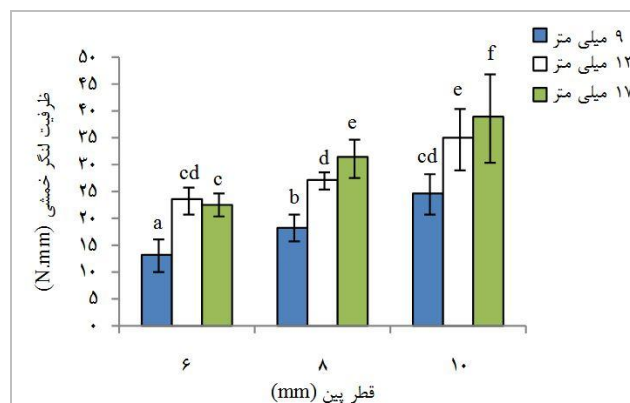 ۹ میلی متر
۱۲ میلی متر
۱۷ میلی متر
ظرفیت لنگر خمشی (N.mm)
۵۰
۴۵
۴۰
۳۵
۳۰
۲۵
۲۰
۱۵
۱۰
۵
۰
a cd c
b d e
cd e f
۶ ۸ ۱۰
قطر پین (mm)